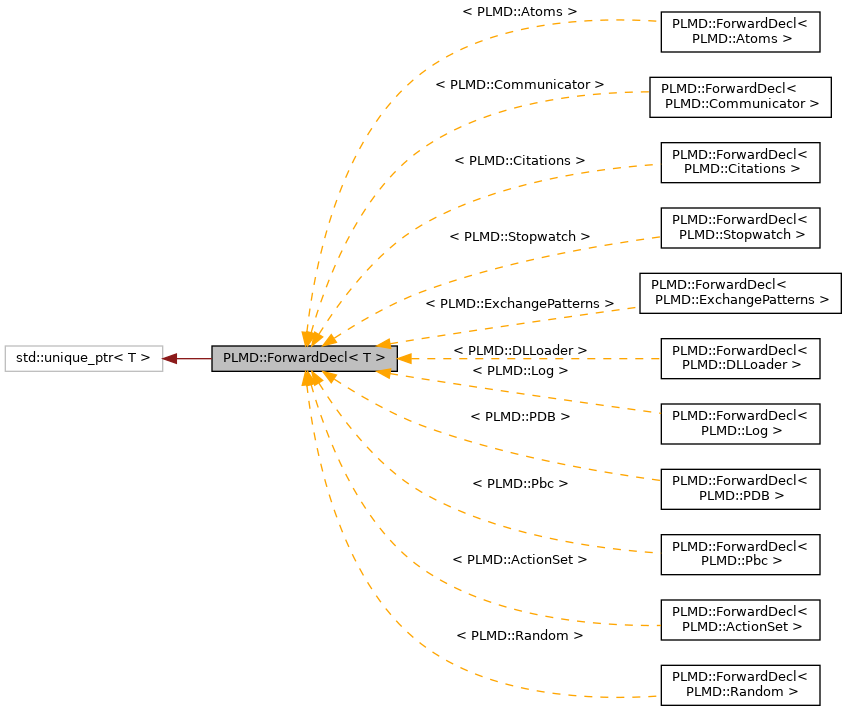 < PLMD::Atoms >
PLMD::ForwardDecl<
PLMD::Atoms >
< PLMD::Communicator >
PLMD::ForwardDecl<
PLMD::Communicator >
< PLMD::Citations >
PLMD::ForwardDecl<
PLMD::Citations >
< PLMD::Stopwatch >
PLMD::ForwardDecl<
PLMD::Stopwatch >
< PLMD::ExchangePatterns >
PLMD::ForwardDecl<
PLMD::ExchangePatterns >
std::unique_ptr< T >
PLMD::ForwardDecl< T >
< PLMD::DLLoader >
PLMD::ForwardDecl<
PLMD::DLLoader >
< PLMD::Log >
PLMD::ForwardDecl<
PLMD::Log >
< PLMD::PDB >
PLMD::ForwardDecl<
PLMD::PDB >
< PLMD::Pbc >
PLMD::ForwardDecl<
PLMD::Pbc >
< PLMD::ActionSet >
PLMD::ForwardDecl<
PLMD::ActionSet >
< PLMD::Random >
PLMD::ForwardDecl<
PLMD::Random >